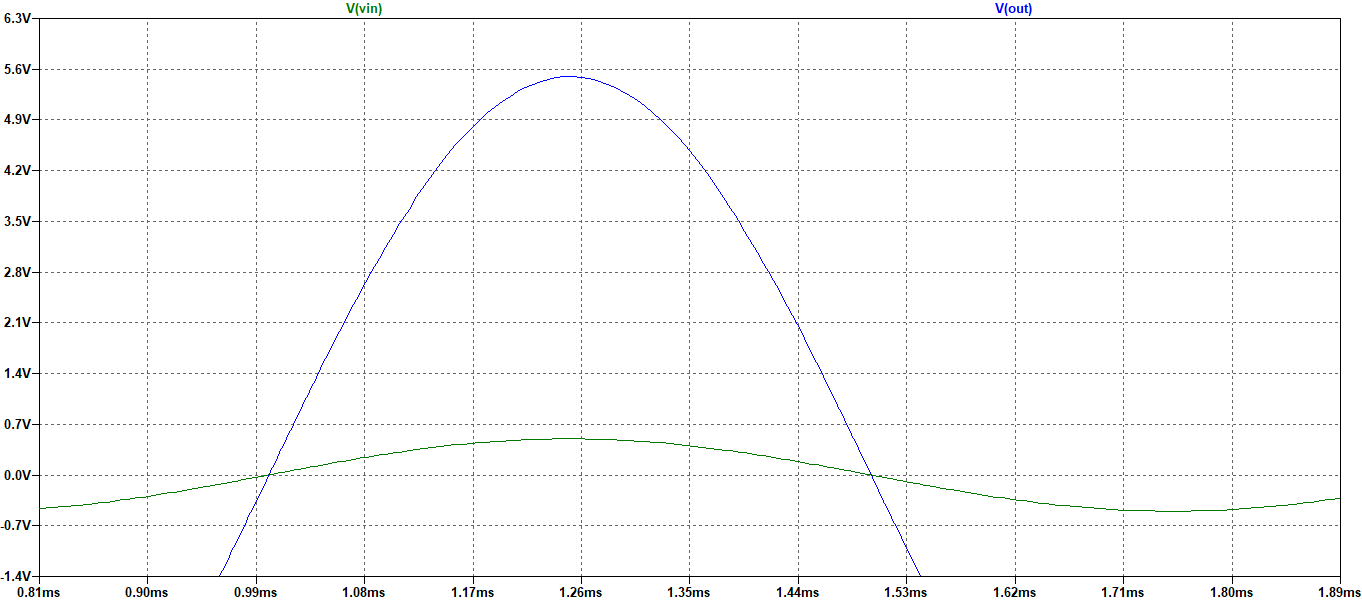 V(vin) V(out)
6.3V
5.6V
4.9V
4.2V
3.5V
2.8V
2.1V
1.4V
0.7V
0.0V
-0.7V
-1.4V
0.81ms 0.90ms 0.99ms 1.08ms 1.17ms 1.26ms 1.35ms 1.44ms 1.53ms 1.62ms 1.71ms 1.80ms 1.89ms